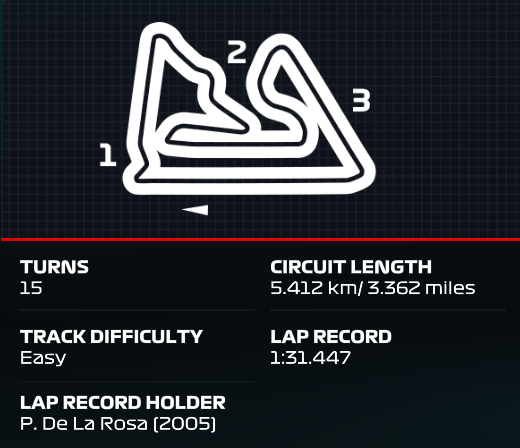 2
3
1
TURNS
15
CIRCUIT LENGTH
5.412 km/ 3.362 miles
TRACK DIFFICULTY
Easy
LAP RECORD
1:31.447
LAP RECORD HOLDER
P. De La Rosa (2005)